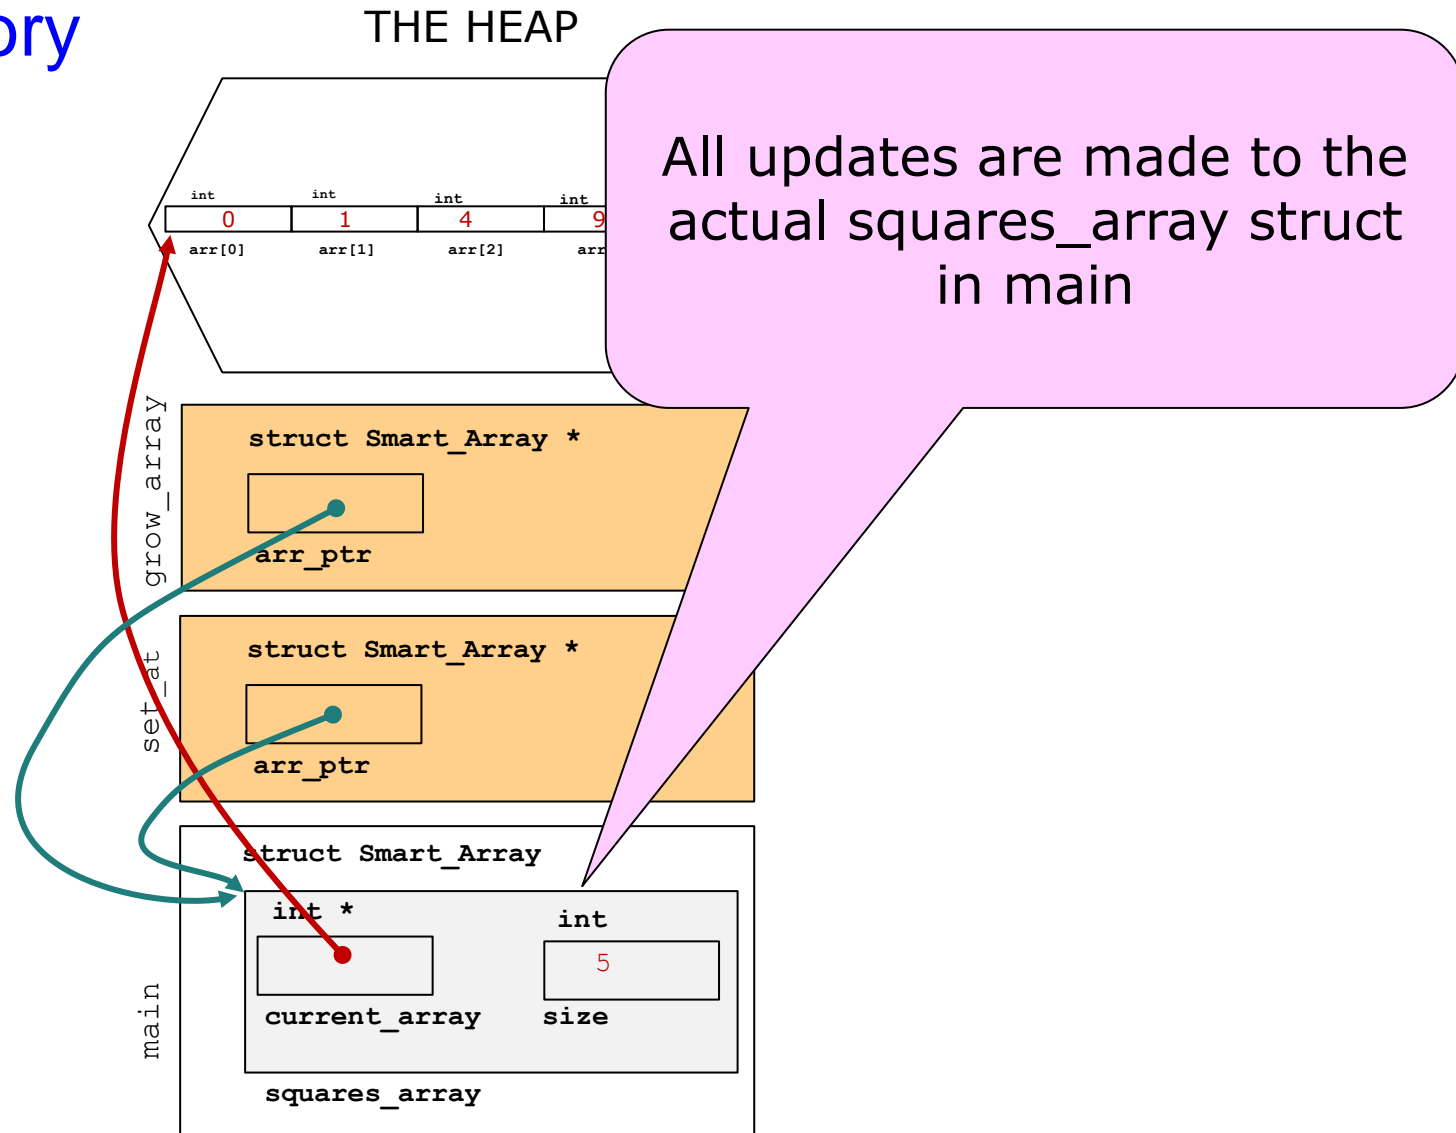 ory
THE HEAP
All updates are made to the
actual squares_array struct
in main
int int int int
0 1 4 9
arr[0] arr[1] arr[2] arr
grow_array
struct Smart_Array *
arr_ptr
set_at
struct Smart_Array *
arr_ptr
main
struct Smart_Array
int * int
5
current_array size
squares_array